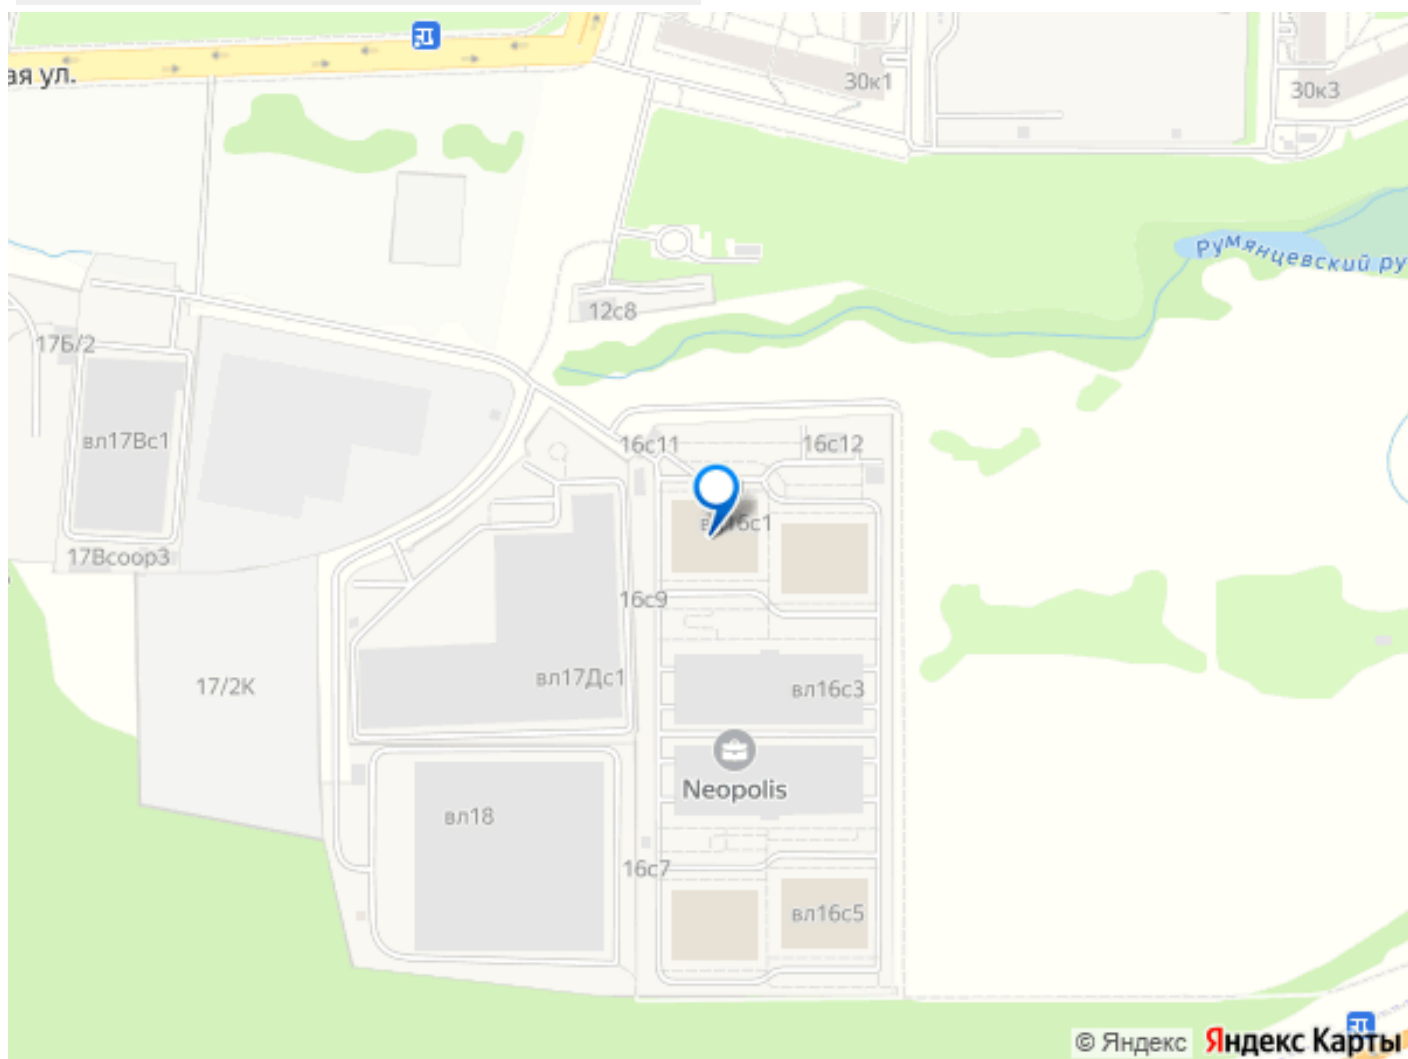 ая ул.
30к1
30к3
Румянцевский ру
12с8
17Б/2
вл17Вс1
16с11
16с12
вл16с1
17Всоор3
16с9
17/2К
вл17Дс1
вл16с3
Neopolis
вл18
16с7
вл16с5
© Яндекс Яндекс Карты